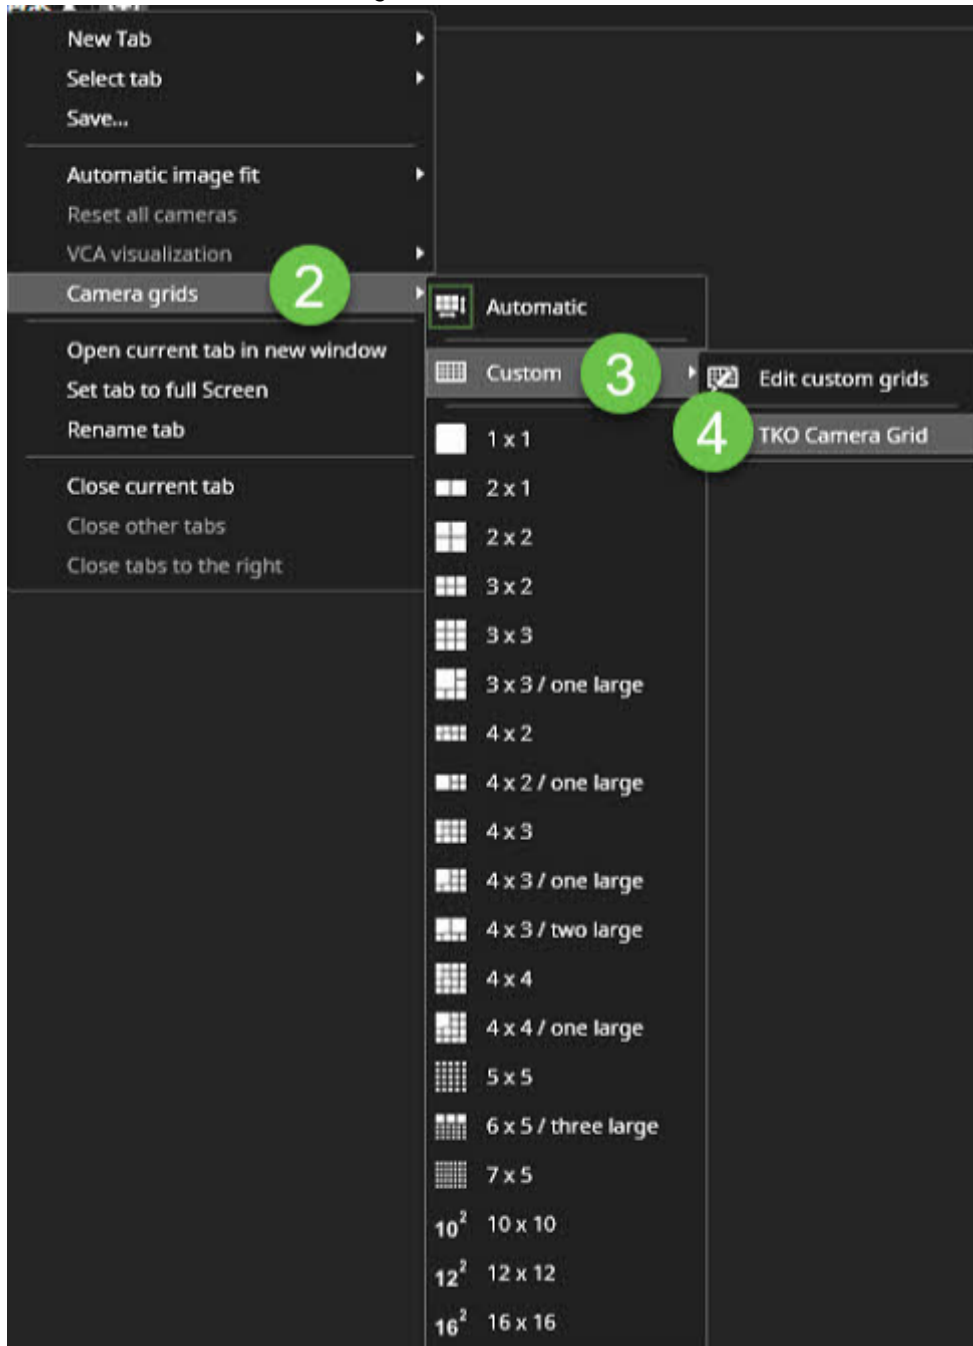 New Tab
Select tab
Save...
Automatic image fit
Reset all cameras
VCA visualization
Camera grids
2
Open current tab in new window
Set tab to full Screen
Rename tab
Close current tab
Close other tabs
Close tabs to the right
Automatic
Custom
3
1 x 1
2 x 1
2 x 2
3 x 2
3 x 3
3 x 3 / one large
4 x 2
4 x 2 / one large
4 x 3
4 x 3 / one large
4 x 3 / two large
4 x 4
4 x 4 / one large
5 x 5
6 x 5 / three large
7 x 5
10² 10 x 10
12² 12 x 12
16² 16 x 16
Edit custom grids
4
TKO Camera Grid